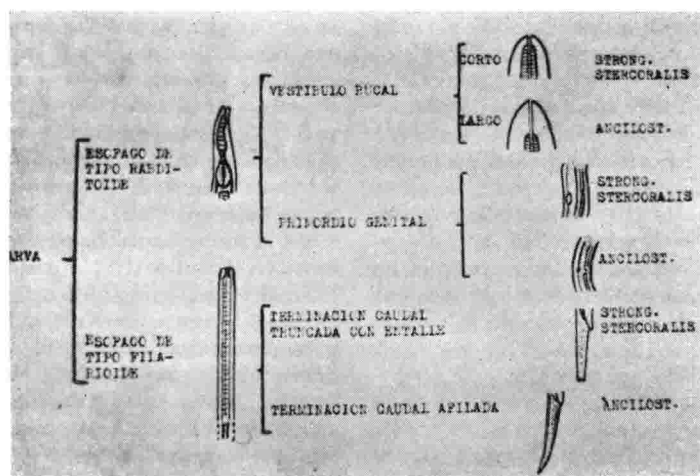 CORTO
STRONG.
STERCORALIS
VESTIBULO BUCAL
LARGO
ANCILOST.
ESOFAGO DE
TIPO RABDI-
TOIDE
STRONG.
STERCORALIS
PRIMORDIO GENITAL
ARVA
ANCILOST.
TERMINACION CAUDAL
TRUNCADA CON ENTALLE
STRONG.
STERCORALIS
ESOFAGO DE
TIPO FILA-
RIOIDE
TERMINACION CAUDAL AFILADA
ANCILOST.